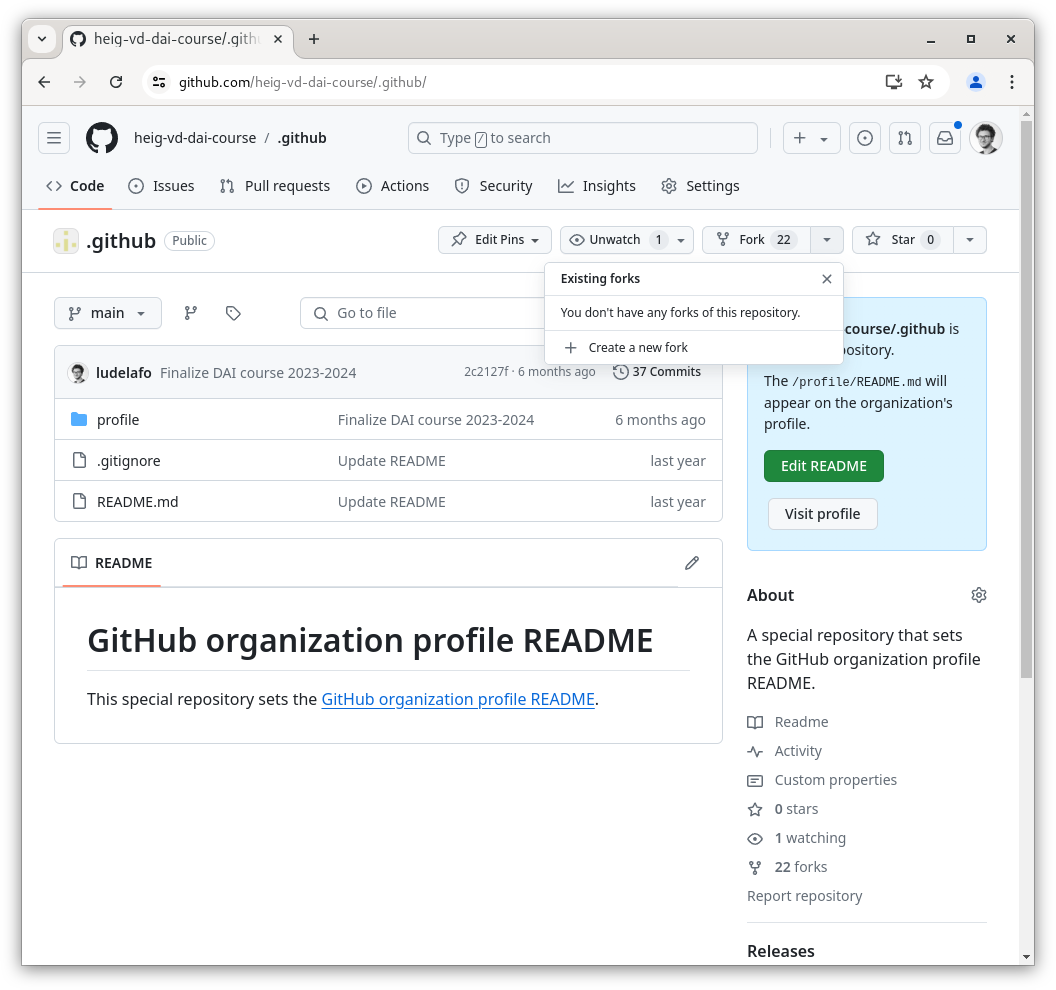 heig-vd-dai-course/.gith
github.com/heig-vd-dai-course/.github/
heig-vd-dai-course / .github
Type / to search
Code Issues Pull requests Actions Security Insights Settings
.github Public
Edit Pins Unwatch 1 Fork 22 Star 0
Existing forks
You don't have any forks of this repository.
Create a new fork
main
Go to file
ludelafo Finalize DAI course 2023-2024 2c2127f · 6 months ago 37 Commits
profile Finalize DAI course 2023-2024 6 months ago
.gitignore Update README last year
README.md Update README last year
README
GitHub organization profile README
This special repository sets the GitHub organization profile README.
course/.github is
ository.
The /profile/README.md will
appear on the organization's
profile.
Edit README
Visit profile
About
A special repository that sets
the GitHub organization profile
README.
Readme
Activity
Custom properties
0 stars
1 watching
22 forks
Report repository
Releases